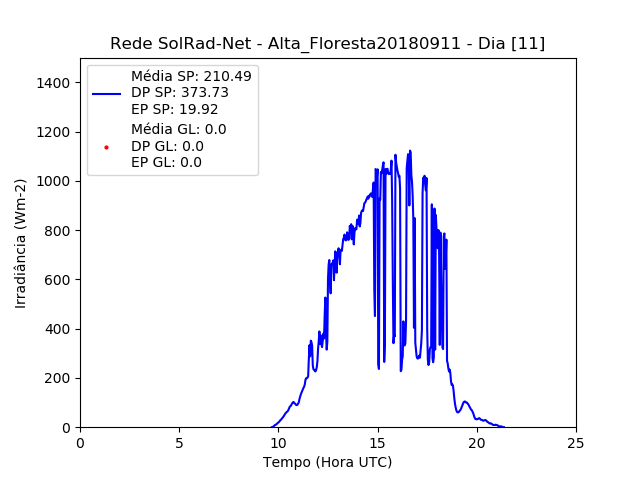 Rede SolRad-Net - Alta_Floresta20180911 - Dia [11]
Média SP: 210.49
DP SP: 373.73
EP SP: 19.92
Média GL: 0.0
DP GL: 0.0
EP GL: 0.0
1400
1200
1000
800
600
400
200
0
Irradiância (Wm-2)
0 5 10 15 20 25
Tempo (Hora UTC)